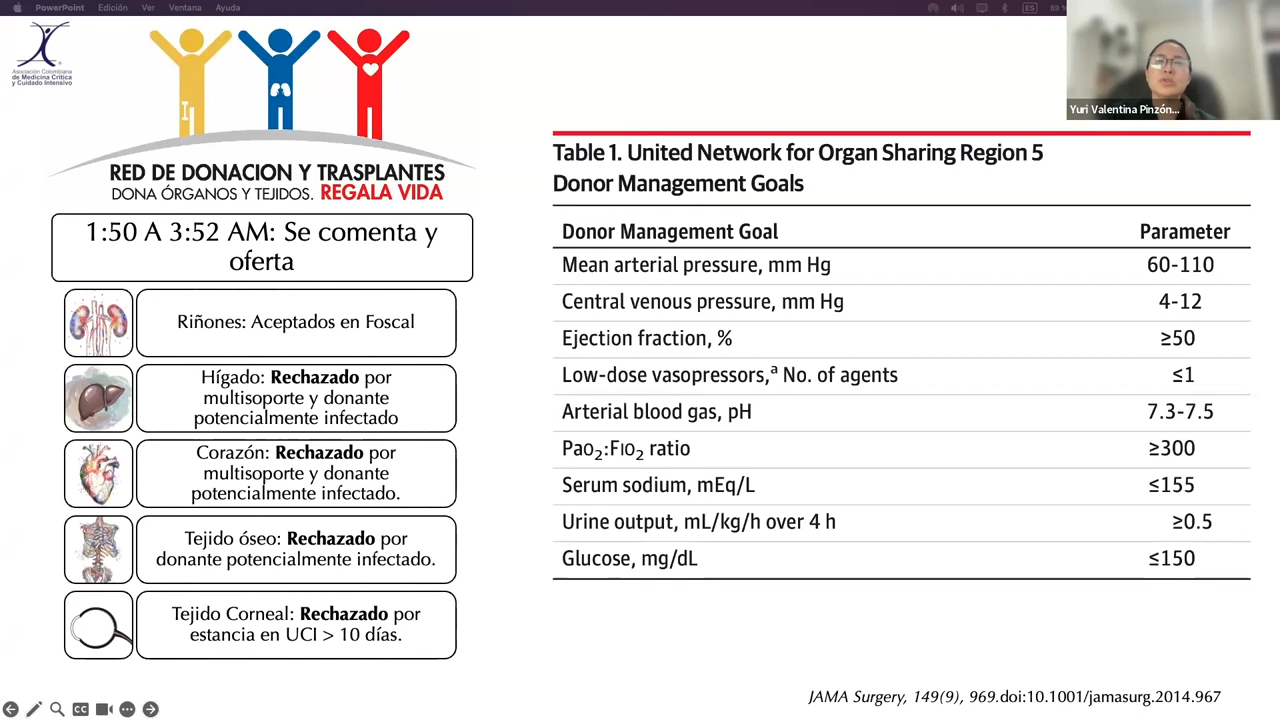 PowerPoint Edición Ver Ventana Ayuda
ES 69 %
Asociación Colombiana
de Medicina Crítica
y Cuidado Intensivo
Yuri Valentina Pinzón...
RED DE DONACION Y TRASPLANTES
DONA ÓRGANOS Y TEJIDOS. REGALA VIDA
1:50 A 3:52 AM: Se comenta y
oferta
Riñones: Aceptados en Foscal
Hígado: Rechazado por
multisoporte y donante
potencialmente infectado
Corazón: Rechazado por
multisoporte y donante
potencialmente infectado.
Tejido óseo: Rechazado por
donante potencialmente infectado.
Tejido Corneal: Rechazado por
estancia en UCI > 10 días.
Table 1. United Network for Organ Sharing Region 5
Donor Management Goals
Donor Management Goal Parameter
Mean arterial pressure, mm Hg 60-110
Central venous pressure, mm Hg 4-12
Ejection fraction, % ≥50
Low-dose vasopressors,ᵃ No. of agents ≤1
Arterial blood gas, pH 7.3-7.5
PaO₂:FIO₂ ratio ≥300
Serum sodium, mEq/L ≤155
Urine output, mL/kg/h over 4 h ≥0.5
Glucose, mg/dL ≤150
JAMA Surgery, 149(9), 969.doi:10.1001/jamasurg.2014.967
CC